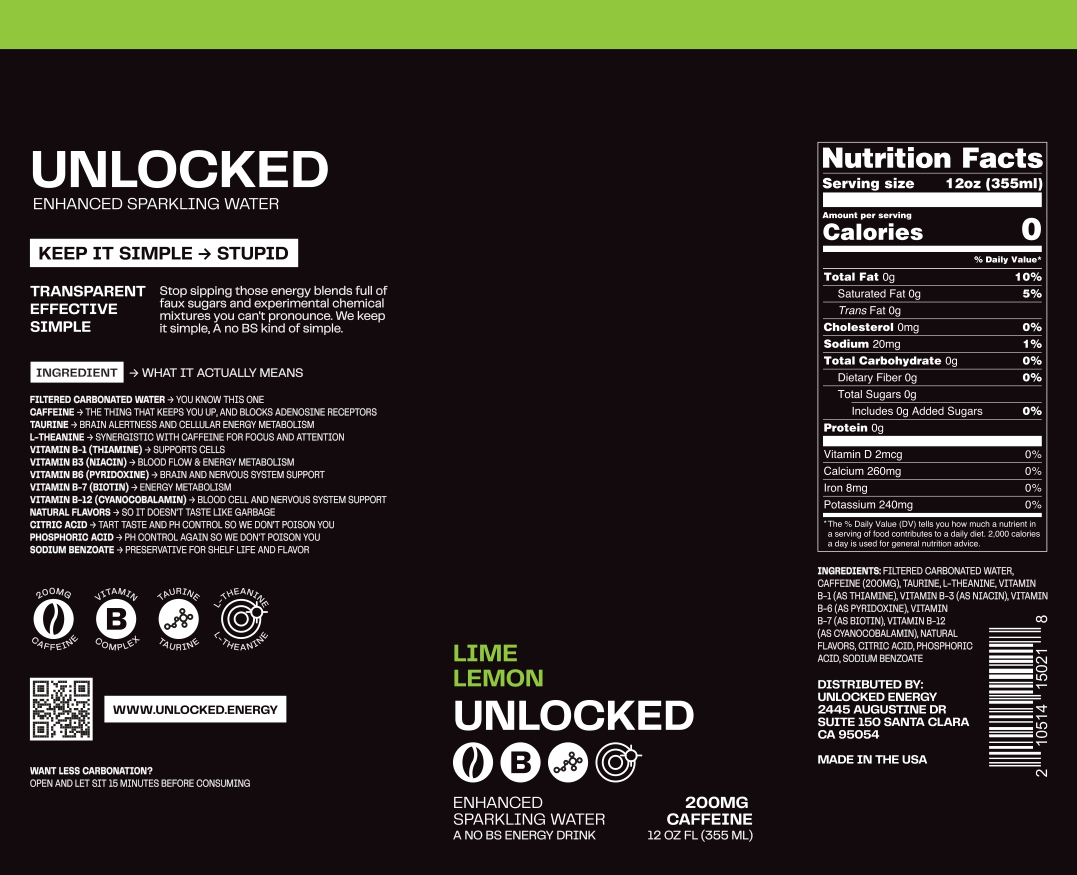 UNLOCKED
ENHANCED SPARKLING WATER
KEEP IT SIMPLE → STUPID
TRANSPARENT
EFFECTIVE
SIMPLE
Stop sipping those energy blends full of
faux sugars and experimental chemical
mixtures you can't pronounce. We keep
it simple, A no BS kind of simple.
INGREDIENT → WHAT IT ACTUALLY MEANS
FILTERED CARBONATED WATER → YOU KNOW THIS ONE
CAFFEINE → THE THING THAT KEEPS YOU UP, AND BLOCKS ADENOSINE RECEPTORS
TAURINE → BRAIN ALERTNESS AND CELLULAR ENERGY METABOLISM
L-THEANINE → SYNERGISTIC WITH CAFFEINE FOR FOCUS AND ATTENTION
VITAMIN B-1 (THIAMINE) → SUPPORTS CELLS
VITAMIN B3 (NIACIN) → BLOOD FLOW & ENERGY METABOLISM
VITAMIN B6 (PYRIDOXINE) → BRAIN AND NERVOUS SYSTEM SUPPORT
VITAMIN B-7 (BIOTIN) → ENERGY METABOLISM
VITAMIN B-12 (CYANOCOBALAMIN) → BLOOD CELL AND NERVOUS SYSTEM SUPPORT
NATURAL FLAVORS → SO IT DOESN'T TASTE LIKE GARBAGE
CITRIC ACID → TART TASTE AND PH CONTROL SO WE DON'T POISON YOU
PHOSPHORIC ACID → PH CONTROL AGAIN SO WE DON'T POISON YOU
SODIUM BENZOATE → PRESERVATIVE FOR SHELF LIFE AND FLAVOR
200MG
CAFFEINE
VITAMIN
B
COMPLEX
TAURINE
TAURINE
L-THEANINE
L-THEANINE
WWW.UNLOCKED.ENERGY
WANT LESS CARBONATION?
OPEN AND LET SIT 15 MINUTES BEFORE CONSUMING
LIME
LEMON
UNLOCKED
B
ENHANCED
SPARKLING WATER
A NO BS ENERGY DRINK
200MG
CAFFEINE
12 OZ FL (355 ML)
Nutrition Facts
Serving size 12oz (355ml)
Amount per serving
Calories 0
% Daily Value*
Total Fat 0g 10%
Saturated Fat 0g 5%
Trans Fat 0g
Cholesterol 0mg 0%
Sodium 20mg 1%
Total Carbohydrate 0g 0%
Dietary Fiber 0g 0%
Total Sugars 0g
Includes 0g Added Sugars 0%
Protein 0g
Vitamin D 2mcg 0%
Calcium 260mg 0%
Iron 8mg 0%
Potassium 240mg 0%
*The % Daily Value (DV) tells you how much a nutrient in
a serving of food contributes to a daily diet. 2,000 calories
a day is used for general nutrition advice.
INGREDIENTS: FILTERED CARBONATED WATER,
CAFFEINE (200MG), TAURINE, L-THEANINE, VITAMIN
B-1 (AS THIAMINE), VITAMIN B-3 (AS NIACIN), VITAMIN
B-6 (AS PYRIDOXINE), VITAMIN
B-7 (AS BIOTIN), VITAMIN B-12
(AS CYANOCOBALAMIN), NATURAL
FLAVORS, CITRIC ACID, PHOSPHORIC
ACID, SODIUM BENZOATE
DISTRIBUTED BY:
UNLOCKED ENERGY
2445 AUGUSTINE DR
SUITE 150 SANTA CLARA
CA 95054
MADE IN THE USA
2 10514 15021 8